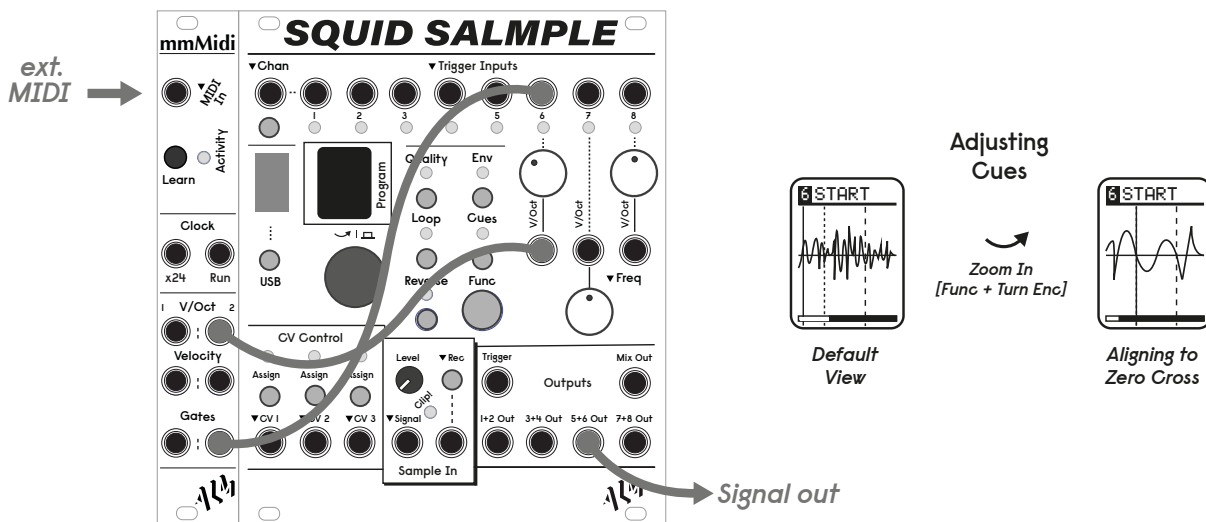 mmMidi
SQUID SALMPLE
ext.
MIDI
▼MIDI In
Activity
Learn
Clock
x24 Run
1 V/Oct 2
Velocity
Gates
▼Chan
▼Trigger Inputs
1 2 3 5 6 7 8
Program
USB
Quality
Env
Loop
Cues
Reverse
Func
V/Oct
V/Oct
V/Oct
▼Freq
CV Control
Assign Assign Assign
▼CV 1 ▼CV 2 ▼CV 3
Level
▼Rec
Clip!
▼Signal
Sample In
Trigger
Mix Out
Outputs
1+2 Out 3+4 Out 5+6 Out 7+8 Out
Signal out
Adjusting
Cues
6 START
Default
View
Zoom In
[Func + Turn Enc]
6 START
Aligning to
Zero Cross